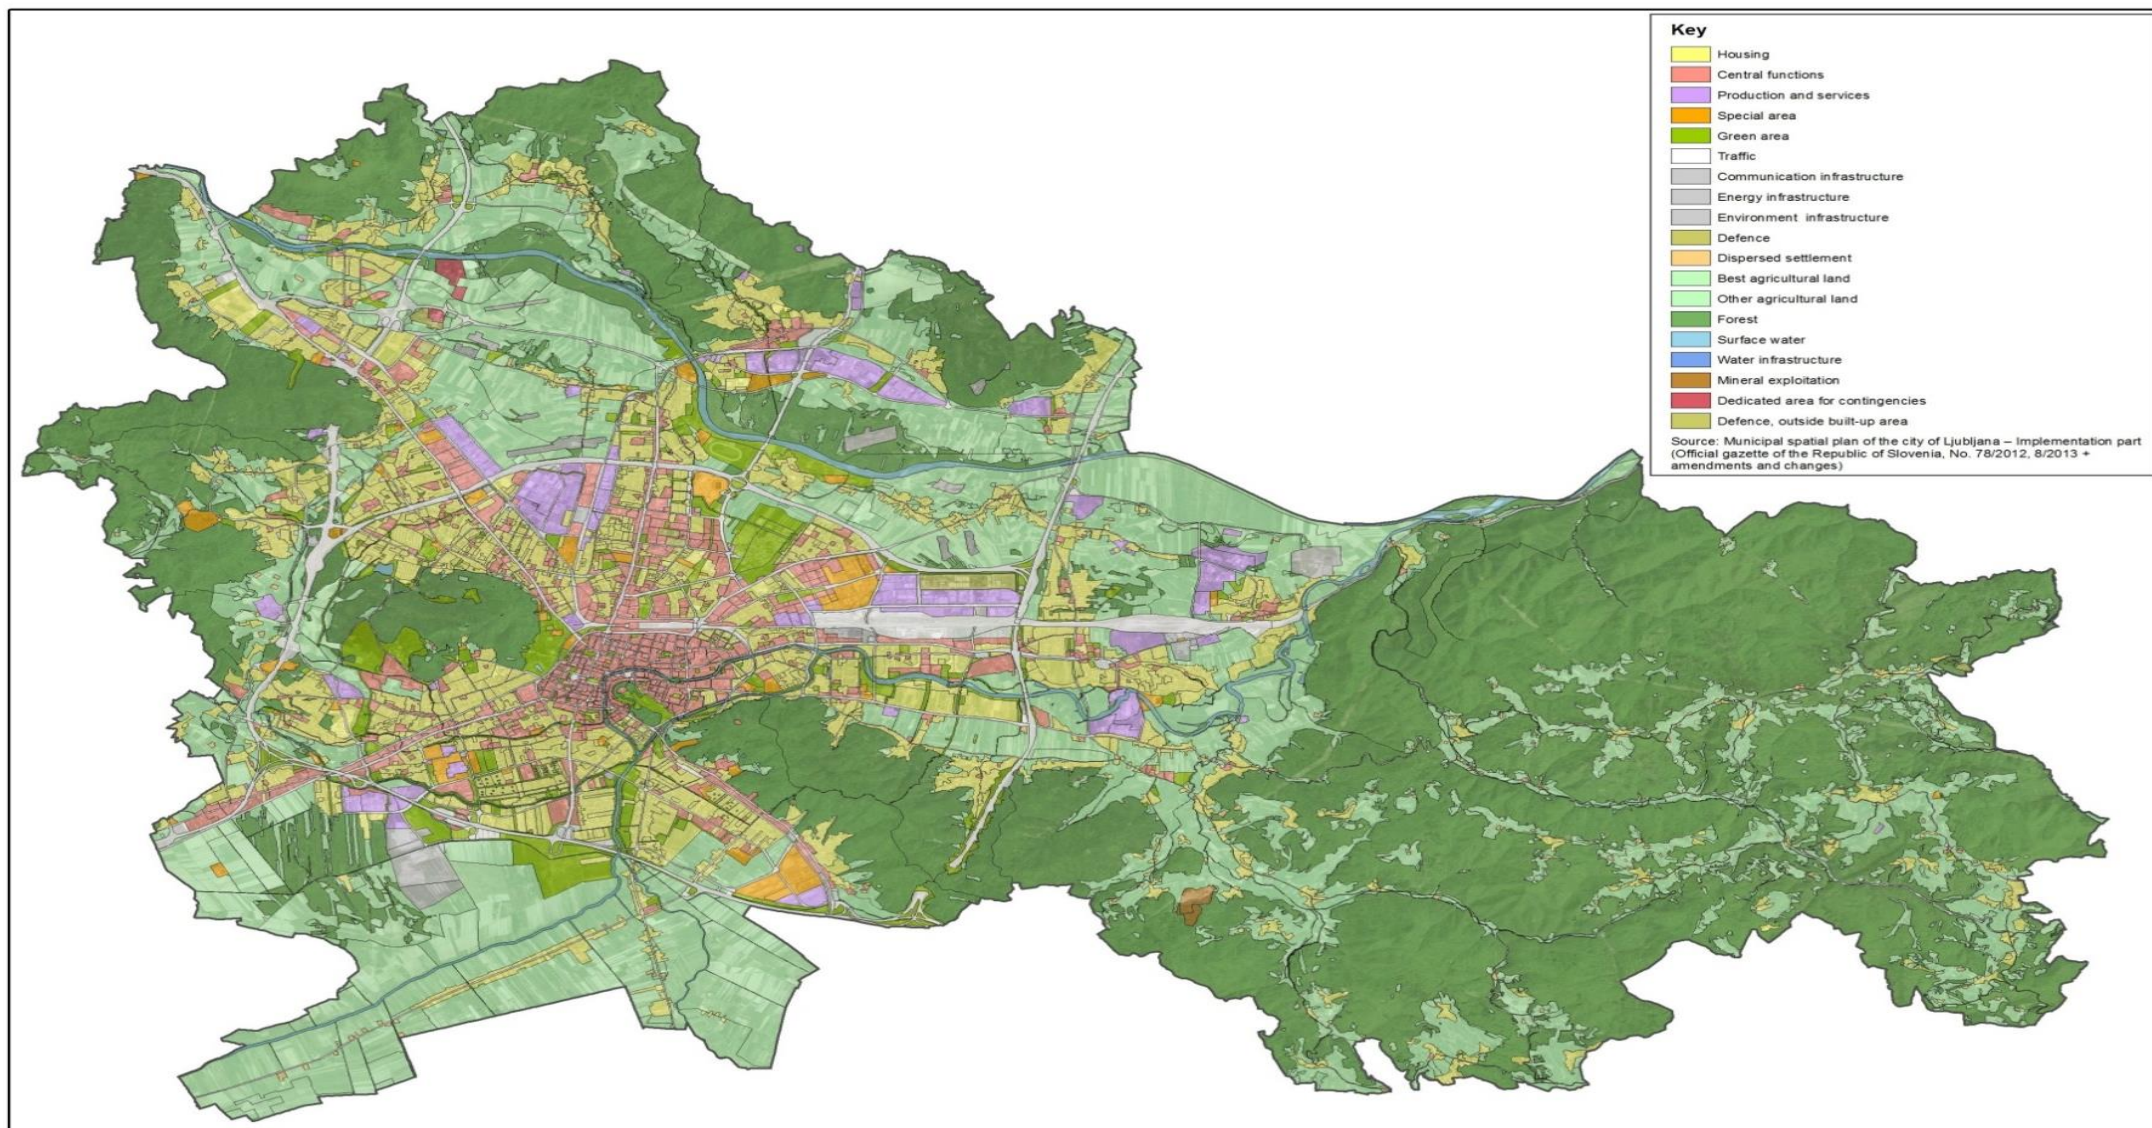 Key
Housing
Central functions
Production and services
Special area
Green area
Traffic
Communication infrastructure
Energy infrastructure
Environment infrastructure
Defence
Dispersed settlement
Best agricultural land
Other agricultural land
Forest
Surface water
Water infrastructure
Mineral exploitation
Dedicated area for contingencies
Defence, outside built-up area
Source: Municipal spatial plan of the city of Ljubljana – Implementation part
(Official gazette of the Republic of Slovenia, No. 78/2012, 8/2013 +
amendments and changes)